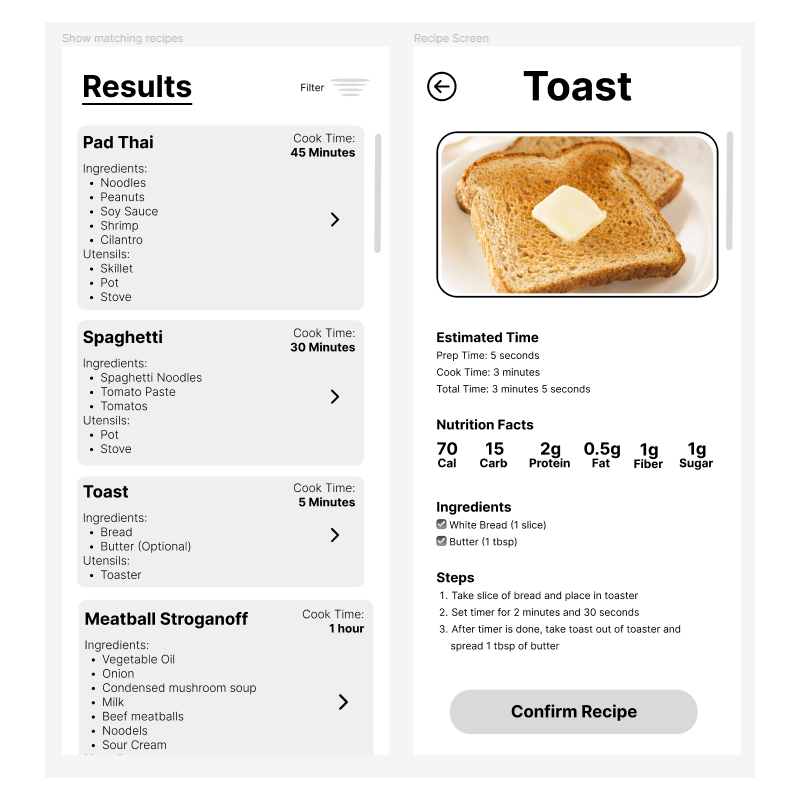 Show matching recipes
Results
Filter
Pad Thai
Cook Time:
45 Minutes
Ingredients:
• Noodles
• Peanuts
• Soy Sauce
• Shrimp
• Cilantro
Utensils:
• Skillet
• Pot
• Stove
Spaghetti
Cook Time:
30 Minutes
Ingredients:
• Spaghetti Noodles
• Tomato Paste
• Tomatos
Utensils:
• Pot
• Stove
Toast
Cook Time:
5 Minutes
Ingredients:
• Bread
• Butter (Optional)
Utensils:
• Toaster
Meatball Stroganoff
Cook Time:
1 hour
Ingredients:
• Vegetable Oil
• Onion
• Condensed mushroom soup
• Milk
• Beef meatballs
• Noodels
• Sour Cream
Recipe Screen
Toast
Estimated Time
Prep Time: 5 seconds
Cook Time: 3 minutes
Total Time: 3 minutes 5 seconds
Nutrition Facts
70 15 2g 0.5g 1g 1g
Cal Carb Protein Fat Fiber Sugar
Ingredients
White Bread (1 slice)
Butter (1 tbsp)
Steps
1. Take slice of bread and place in toaster
2. Set timer for 2 minutes and 30 seconds
3. After timer is done, take toast out of toaster and
spread 1 tbsp of butter
Confirm Recipe